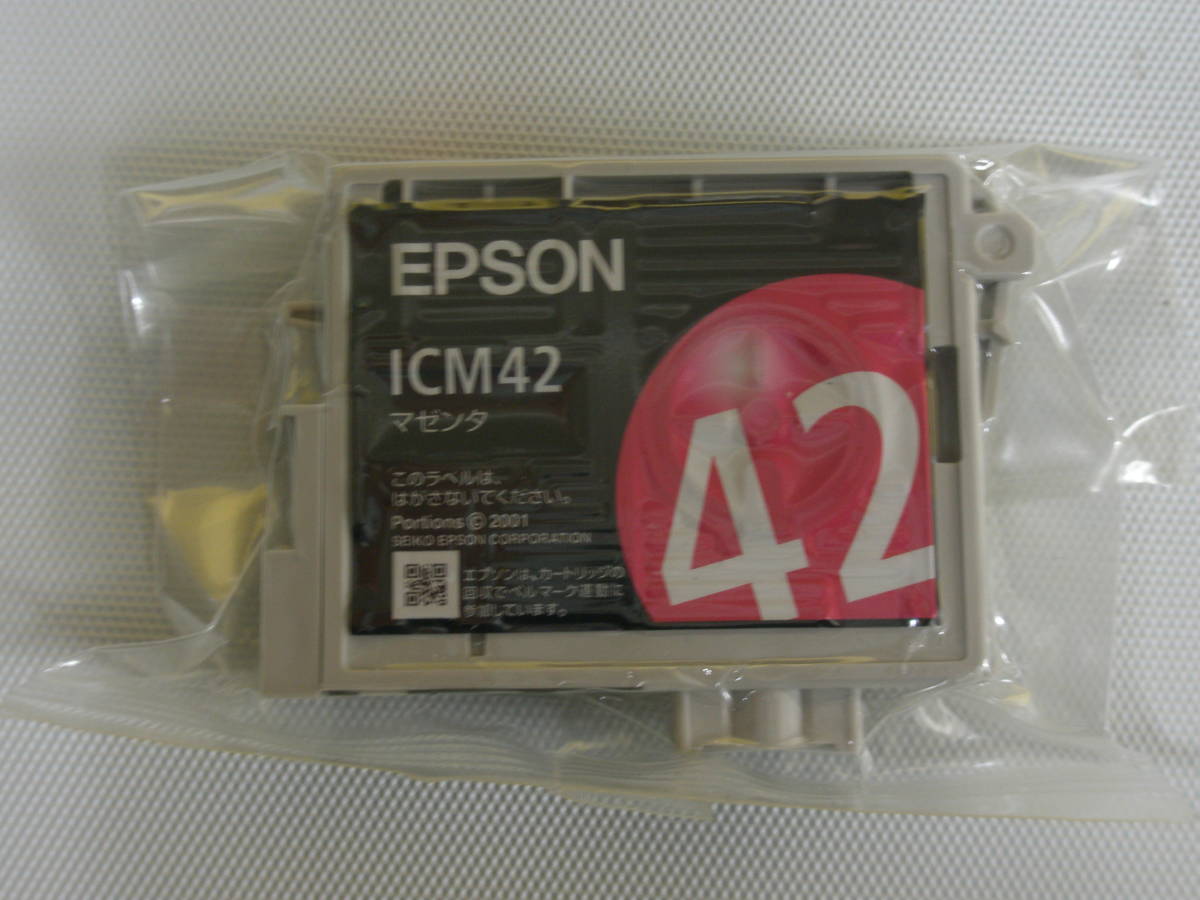 EPSON
ICM42
マゼンタ
42
このラベルは、
はがさないでください。
Portions © 2001
SEIKO EPSON CORPORATION
エプソンは、カートリッジの
回収でベルマーク運動に
参加しています。